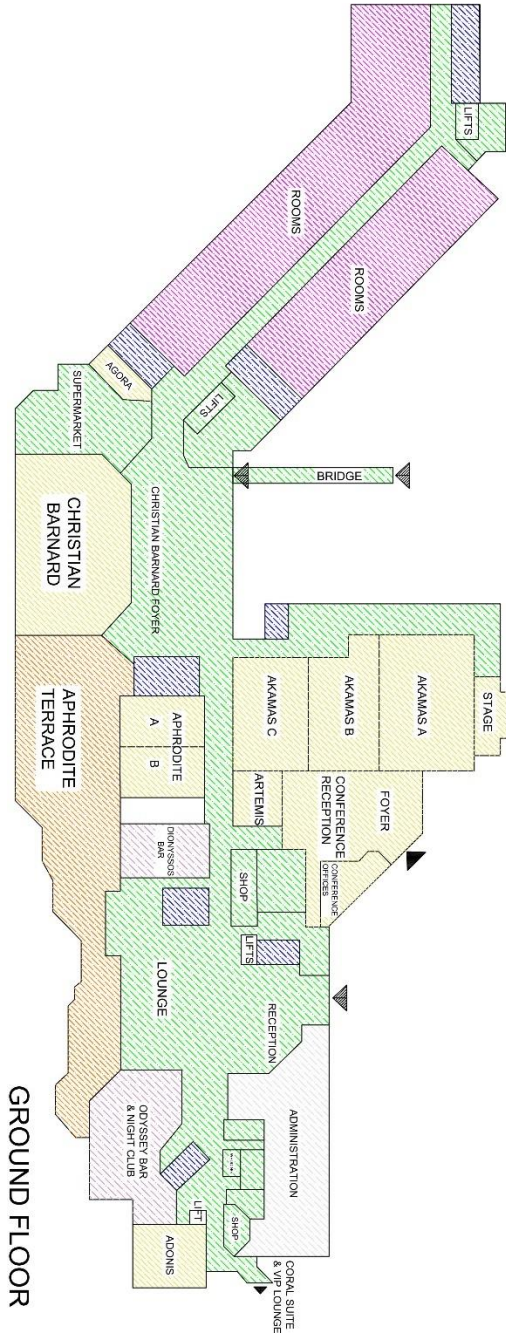 LIFTS
STAGE
AKAMAS A
ROOMS
FOYER
BRIDGE
AKAMAS B
CONFERENCE
RECEPTION
CONFERENCE
OFFICES
ROOMS
ADMINISTRATION
CORAL SUITE
& VIP LOUNGE
AKAMAS C
ARTEMIS
RECEPTION
LIFTS
SHOP
LIFTS
SHOP
LIFT
CHRISTIAN BARNARD FOYER
APHRODITE
A
B
DIONYSSOS
BAR
LOUNGE
ODYSSEY BAR
& NIGHT CLUB
ADONIS
AGORA
SUPERMARKET
CHRISTIAN
BARNARD
APHRODITE
TERRACE
GROUND FLOOR